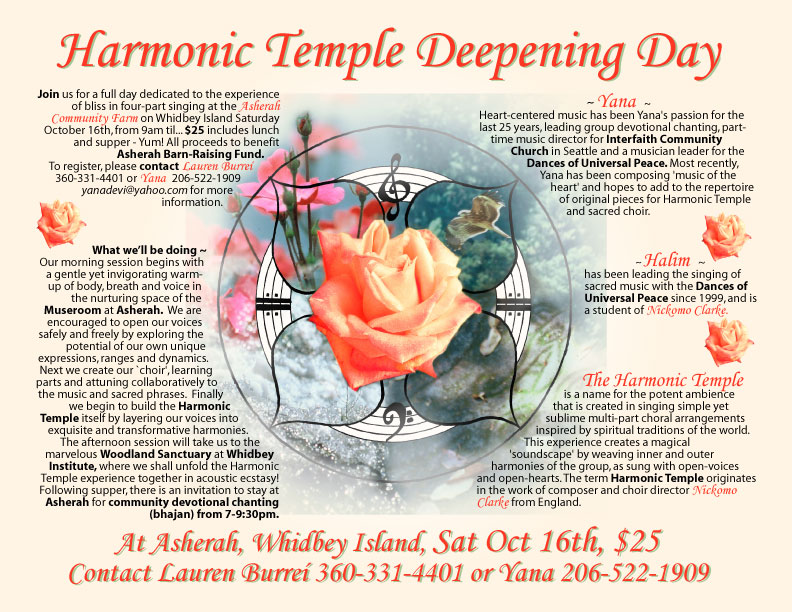 Harmonic Temple Deepening Day
Join us for a full day dedicated to the experience
of bliss in four-part singing at the Asherah
Community Farm on Whidbey Island Saturday
October 16th, from 9am til... $25 includes lunch
and supper - Yum! All proceeds to benefit
Asherah Barn-Raising Fund.
To register, please contact Lauren Burreí
360-331-4401 or Yana 206-522-1909
yanadevi@yahoo.com for more
information.
What we'll be doing ~
Our morning session begins with
a gentle yet invigorating warm-
up of body, breath and voice in
the nurturing space of the
Museroom at Asherah. We are
encouraged to open our voices
safely and freely by exploring the
potential of our own unique
expressions, ranges and dynamics.
Next we create our `choir', learning
parts and attuning collaboratively to
the music and sacred phrases. Finally
we begin to build the Harmonic
Temple itself by layering our voices into
exquisite and transformative harmonies.
The afternoon session will take us to the
marvelous Woodland Sanctuary at Whidbey
Institute, where we shall unfold the Harmonic
Temple experience together in acoustic ecstasy!
Following supper, there is an invitation to stay at
Asherah for community devotional chanting
(bhajan) from 7-9:30pm.
~ Yana ~
Heart-centered music has been Yana's passion for the
last 25 years, leading group devotional chanting, part-
time music director for Interfaith Community
Church in Seattle and a musician leader for the
Dances of Universal Peace. Most recently,
Yana has been composing 'music of the
heart' and hopes to add to the repertoire
of original pieces for Harmonic Temple
and sacred choir.
~ Halim ~
has been leading the singing of
sacred music with the Dances of
Universal Peace since 1999, and is
a student of Nickomo Clarke.
The Harmonic Temple
is a name for the potent ambience
that is created in singing simple yet
sublime multi-part choral arrangements
inspired by spiritual traditions of the world.
This experience creates a magical
'soundscape' by weaving inner and outer
harmonies of the group, as sung with open-voices
and open-hearts. The term Harmonic Temple originates
in the work of composer and choir director Nickomo
Clarke from England.
At Asherah, Whidbey Island, Sat Oct 16th, $25
Contact Lauren Burreí 360-331-4401 or Yana 206-522-1909